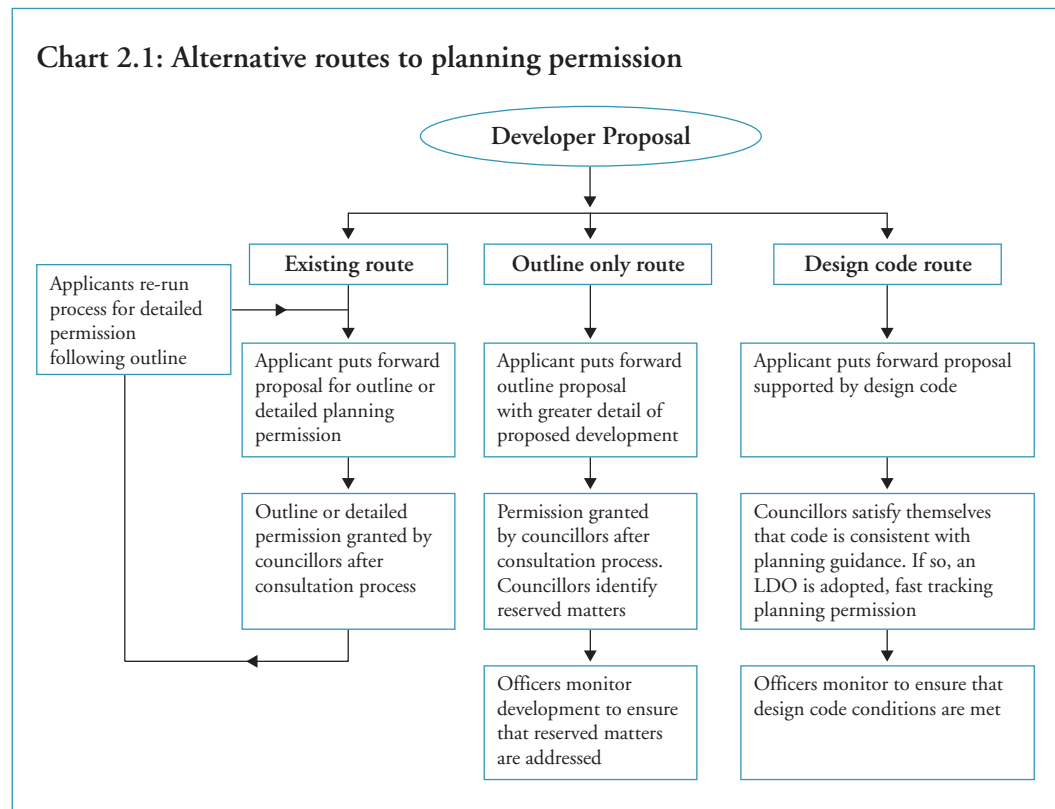 Chart 2.1: Alternative routes to planning permission
Developer Proposal
Existing route
Outline only route
Design code route
Applicants re-run
process for detailed
permission
following outline
Applicant puts forward
proposal for outline or
detailed planning
permission
Applicant puts forward
outline proposal
with greater detail of
proposed development
Applicant puts forward proposal
supported by design code
Outline or detailed
permission granted by
councillors after
consultation process
Permission granted
by councillors after
consultation process.
Councillors identify
reserved matters
Councillors satisfy themselves
that code is consistent with
planning guidance. If so, an
LDO is adopted, fast tracking
planning permission
Officers monitor
development to ensure
that reserved matters
are addressed
Officers monitor to ensure that
design code conditions are met